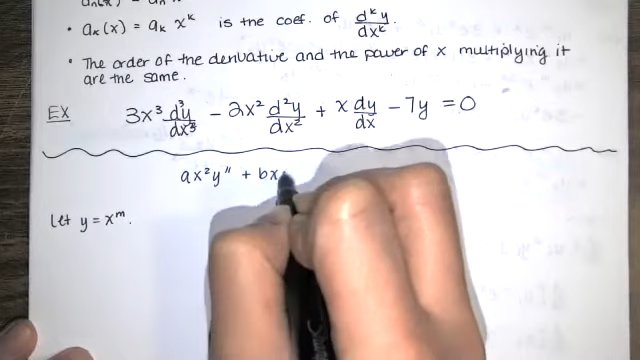 • aₖ(x) = aₖ xᵏ is the coef. of dᵏy/dxᵏ.
• The order of the derivative and the power of x multiplying it
are the same.
EX 3x³ d³y/dx³ − 2x² d²y/dx² + x dy/dx − 7y = 0
ax²y″ + bx
Let y = xᵐ.